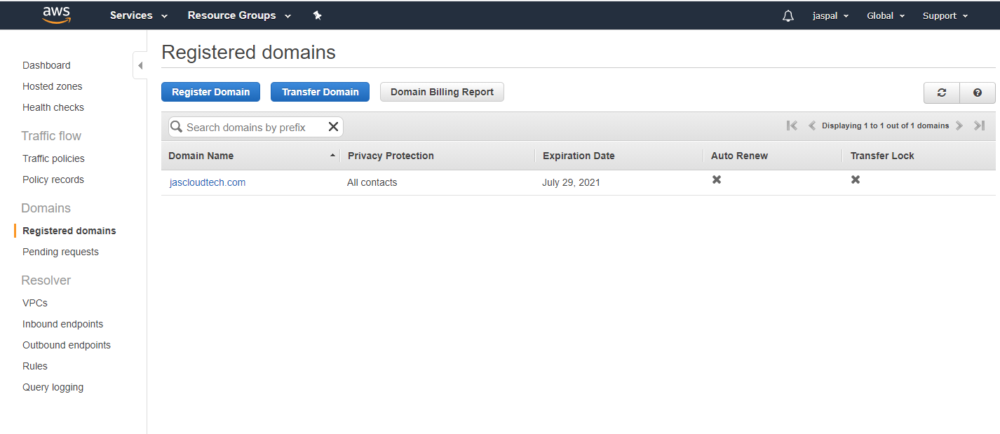 aws Services Resource Groups jaspal Global Support
Dashboard
Hosted zones
Health checks
Traffic flow
Traffic policies
Policy records
Domains
Registered domains
Pending requests
Resolver
VPCs
Inbound endpoints
Outbound endpoints
Rules
Query logging
Registered domains
Register Domain Transfer Domain Domain Billing Report
Search domains by prefix Displaying 1 to 1 out of 1 domains
Domain Name Privacy Protection Expiration Date Auto Renew Transfer Lock
jascloudtech.com All contacts July 29, 2021